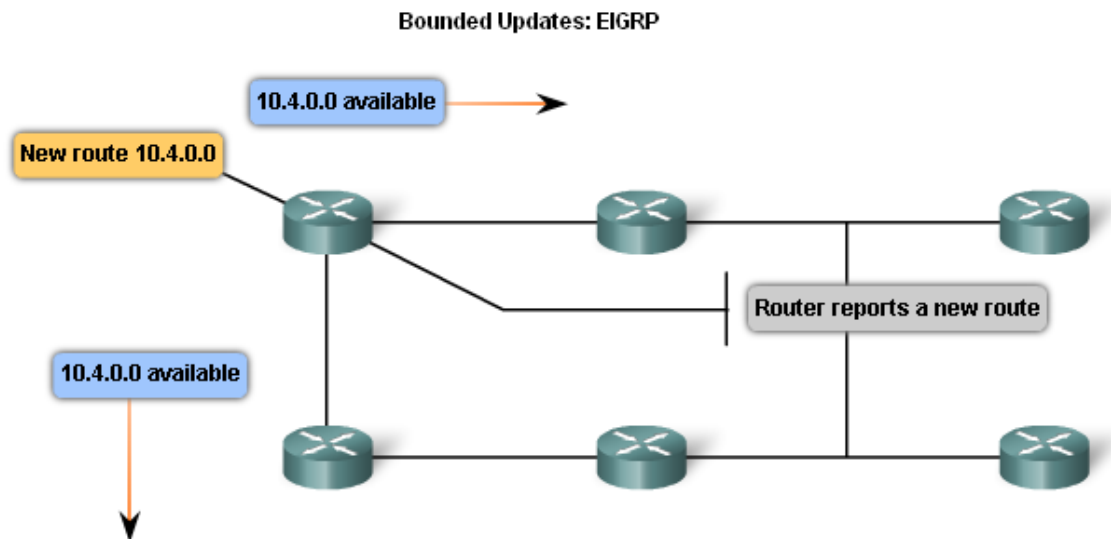 Bounded Updates: EIGRP
10.4.0.0 available
New route 10.4.0.0
Router reports a new route
10.4.0.0 available